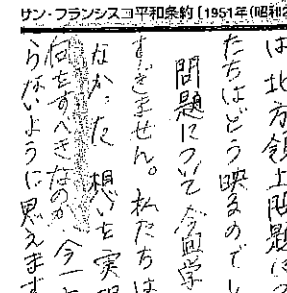 サン・フランシスコ平和条約〔1951年(昭和2
は北方領土問題に
たちはどう映るのでし
問題について今回学
すぎません。私たちは
なかった想いを実現
何をすべきなのか、今一
らないように思えます